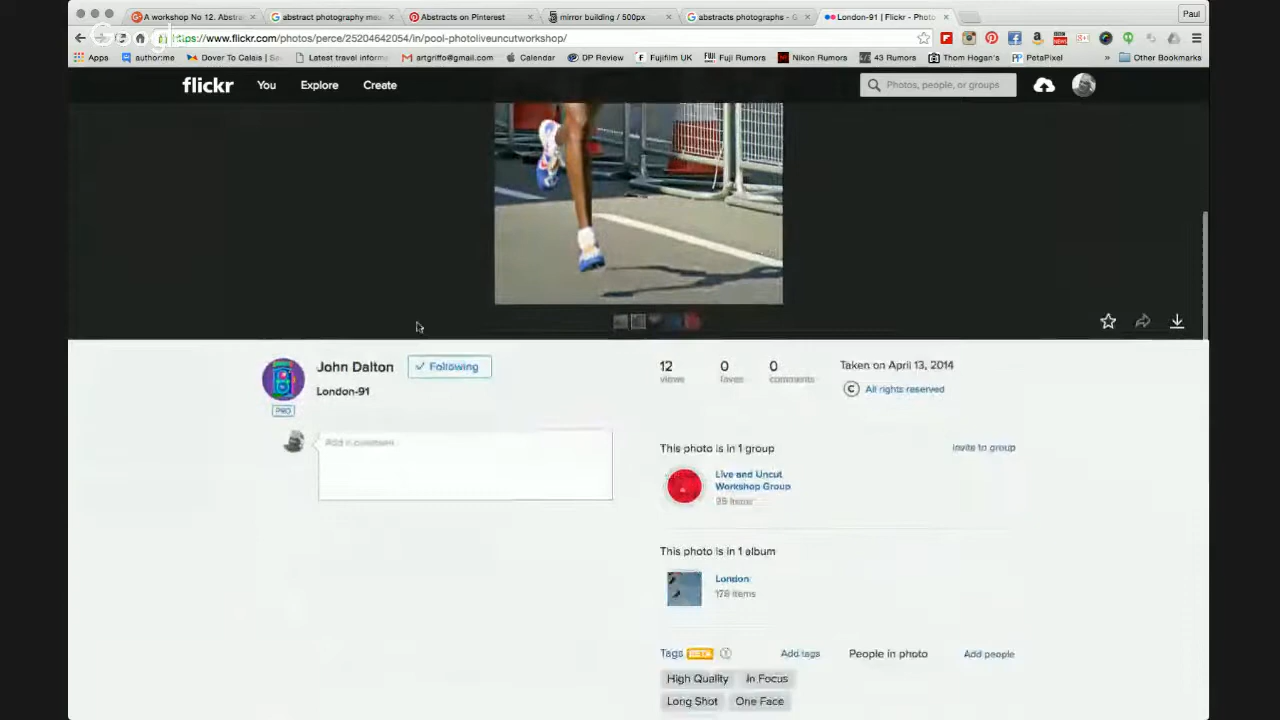 A workshop No 12. Abstra
abstract photography mea
Abstracts on Pinterest
mirror building / 500px
abstracts photographs - G
London-91 | Flickr - Photo
Paul
https://www.flickr.com/photos/perce/25204642054/in/pool-photoliveuncutworkshop/
Apps
author:me
Dover To Calais | Se
Latest travel inform
artgriffo@gmail.com
Calendar
DP Review
Fujifilm UK
Fuji Rumors
Nikon Rumors
43 Rumors
Thom Hogan's
PetaPixel
»
Other Bookmarks
flickr
You
Explore
Create
Photos, people, or groups
John Dalton
✓ Following
London-91
PRO
12
views
0
faves
0
comments
Taken on April 13, 2014
© All rights reserved
Add a comment
This photo is in 1 group
Invite to group
Live and Uncut
Workshop Group
This photo is in 1 album
London
178 items
Tags BETA ?
Add tags
People in photo
Add people
High Quality
In Focus
Long Shot
One Face